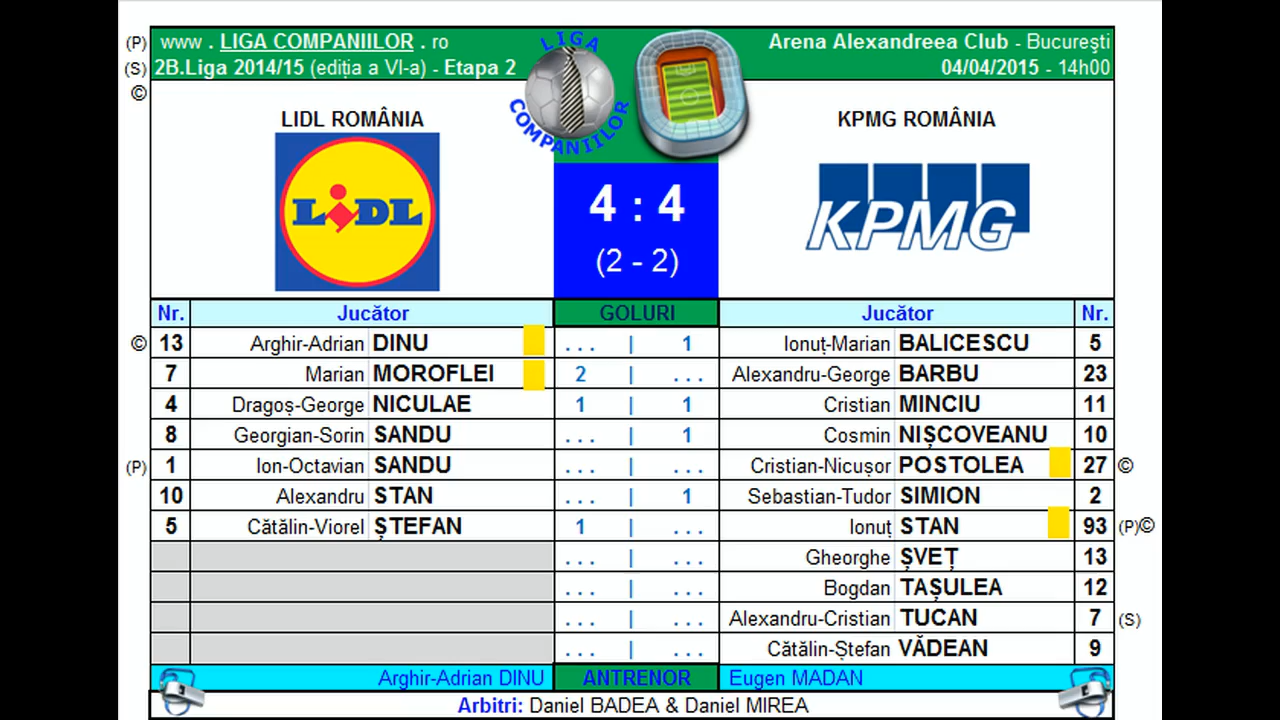 (P) www . LIGA COMPANIILOR . ro
Arena Alexandreea Club - București
(S) 2B.Liga 2014/15 (ediția a VI-a) - Etapa 2
04/04/2015 - 14h00
©
LIGA
COMPANIILOR
LIDL ROMÂNIA
KPMG ROMÂNIA
LIDL
4 : 4
KPMG
(2 - 2)
Nr. Jucător GOLURI Jucător Nr.
© 13 Arghir-Adrian DINU ... | 1 Ionuț-Marian BALICESCU 5
7 Marian MOROFLEI 2 | ... Alexandru-George BARBU 23
4 Dragoș-George NICULAE 1 | 1 Cristian MINCIU 11
8 Georgian-Sorin SANDU ... | 1 Cosmin NIȘCOVEANU 10
(P) 1 Ion-Octavian SANDU ... | ... Cristian-Nicușor POSTOLEA 27 ©
10 Alexandru STAN ... | 1 Sebastian-Tudor SIMION 2
5 Cătălin-Viorel ȘTEFAN 1 | ... Ionuț STAN 93 (P)©
... | ... Gheorghe ȘVEȚ 13
... | ... Bogdan TAȘULEA 12
... | ... Alexandru-Cristian TUCAN 7 (S)
... | ... Cătălin-Ștefan VĂDEAN 9
Arghir-Adrian DINU ANTRENOR Eugen MADAN
Arbitri: Daniel BADEA & Daniel MIREA